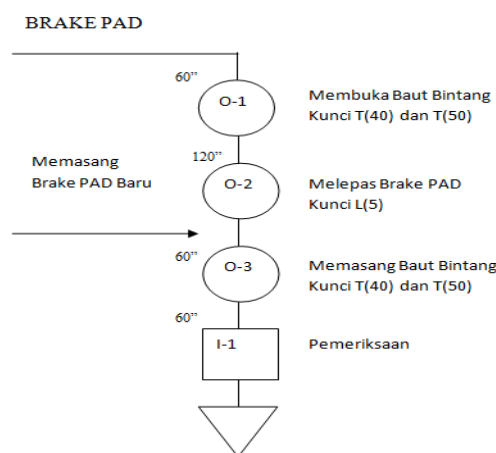 BRAKE PAD
60”
O-1
Membuka Baut Bintang
Kunci T(40) dan T(50)
Memasang
Brake PAD Baru
120”
O-2
Melepas Brake PAD
Kunci L(5)
60”
O-3
Memasang Baut Bintang
Kunci T(40) dan T(50)
60”
I-1
Pemeriksaan